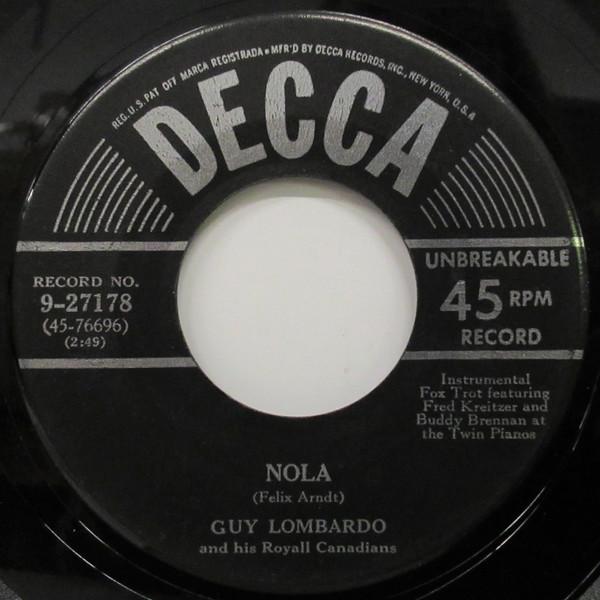 REG. U.S. PAT OFF MARCA REGISTRADA • MF'R'D BY DECCA RECORDS, INC., NEW YORK, U.S.A
DECCA
RECORD NO.
9-27178
(45-76696)
(2:49)
UNBREAKABLE
45 RPM
RECORD
Instrumental
Fox Trot featuring
Fred Kreitzer and
Buddy Brennan at
the Twin Pianos
NOLA
(Felix Arndt)
GUY LOMBARDO
and his Royall Canadians